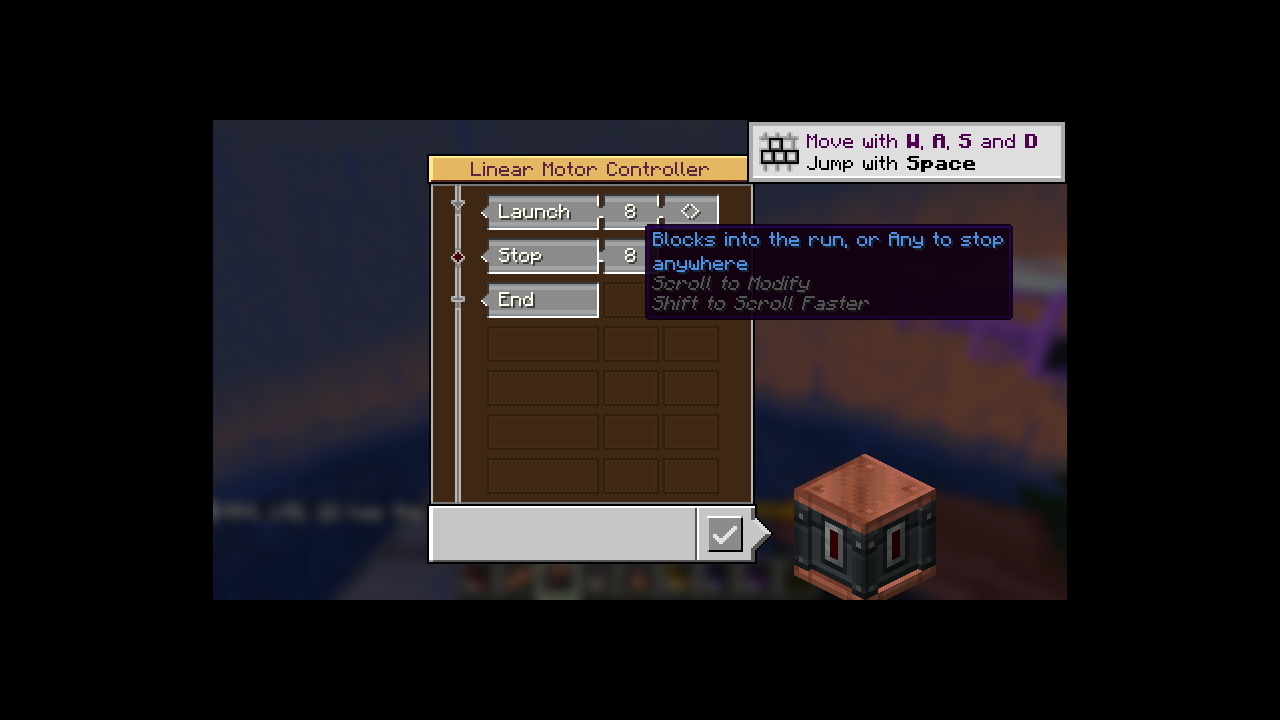 Move with W, A, S and D
Jump with Space
Linear Motor Controller
Launch 8
Stop 8
End
Blocks into the run, or Any to stop
anywhere
Scroll to Modify
Shift to Scroll Faster